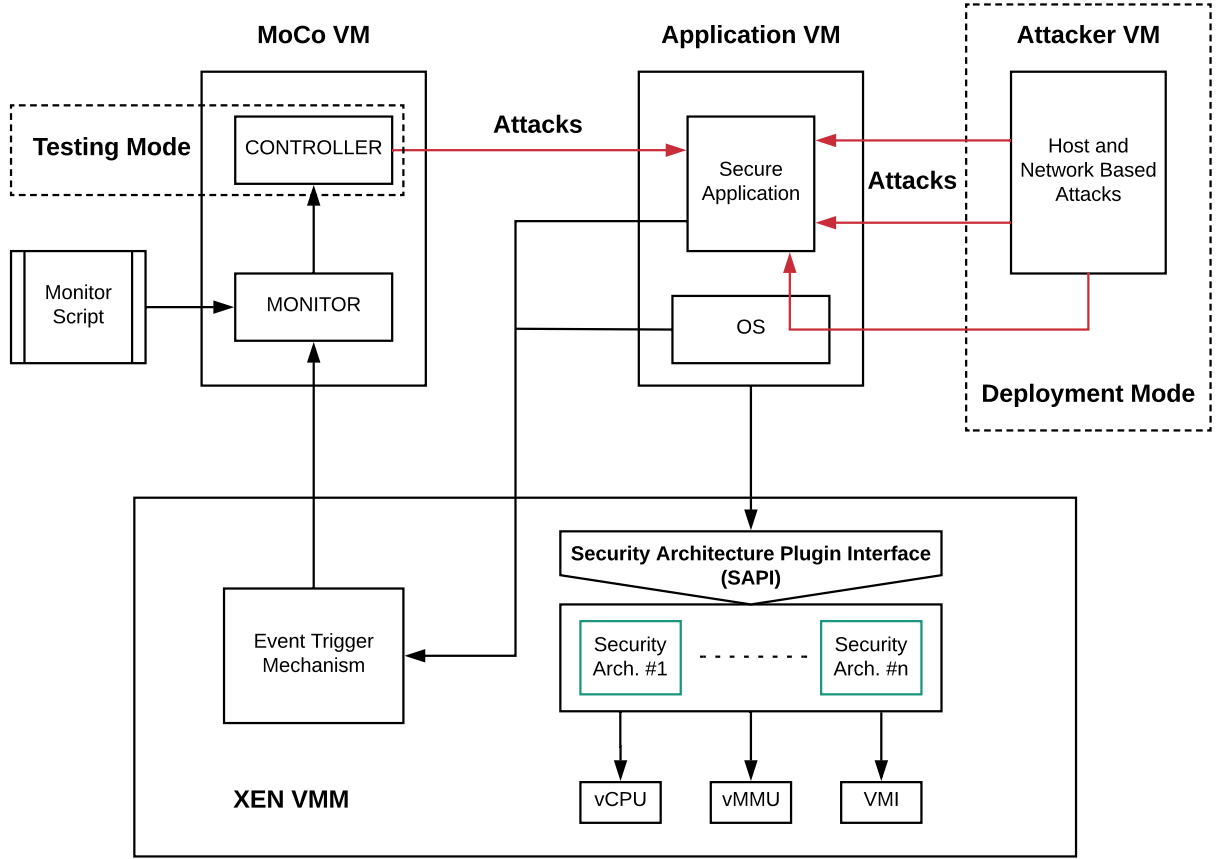 MoCo VM
Application VM
Attacker VM
Testing Mode
CONTROLLER
Attacks
Secure
Application
Attacks
Host and
Network Based
Attacks
Monitor
Script
MONITOR
OS
Deployment Mode
Security Architecture Plugin Interface
(SAPI)
Event Trigger
Mechanism
Security
Arch. #1
Security
Arch. #n
XEN VMM
vCPU
vMMU
VMI